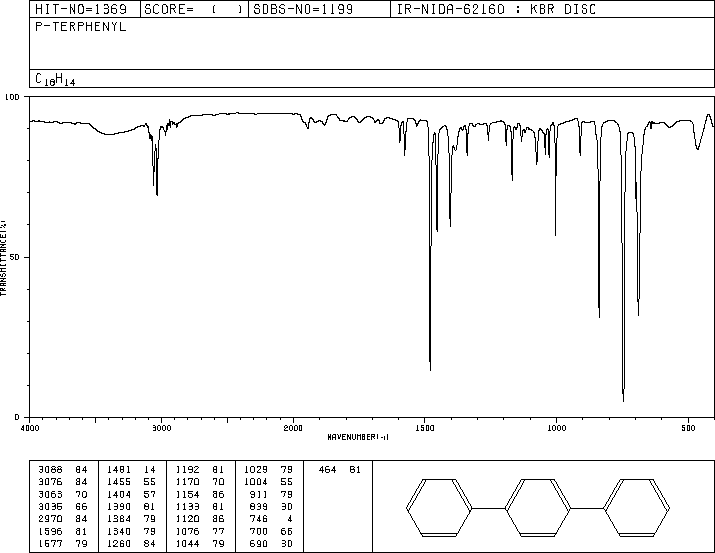 HIT-NO=1369 SCORE= ( ) SDBS-NO=1199 IR-NIDA-62160 : KBR DISC
P-TERPHENYL
C18H14
100
50
0
TRANSMITTANCE(%)
4000 3000 2000 1500 1000 500
WAVENUMBER(-1)
3088 84 1481 14 1192 81 1029 79 464 81
3076 84 1455 55 1170 70 1004 55
3063 70 1404 57 1154 86 911 79
3035 66 1390 81 1133 81 839 30
2970 84 1384 79 1120 86 746 4
1596 81 1340 79 1076 77 700 66
1577 79 1260 84 1044 79 690 30